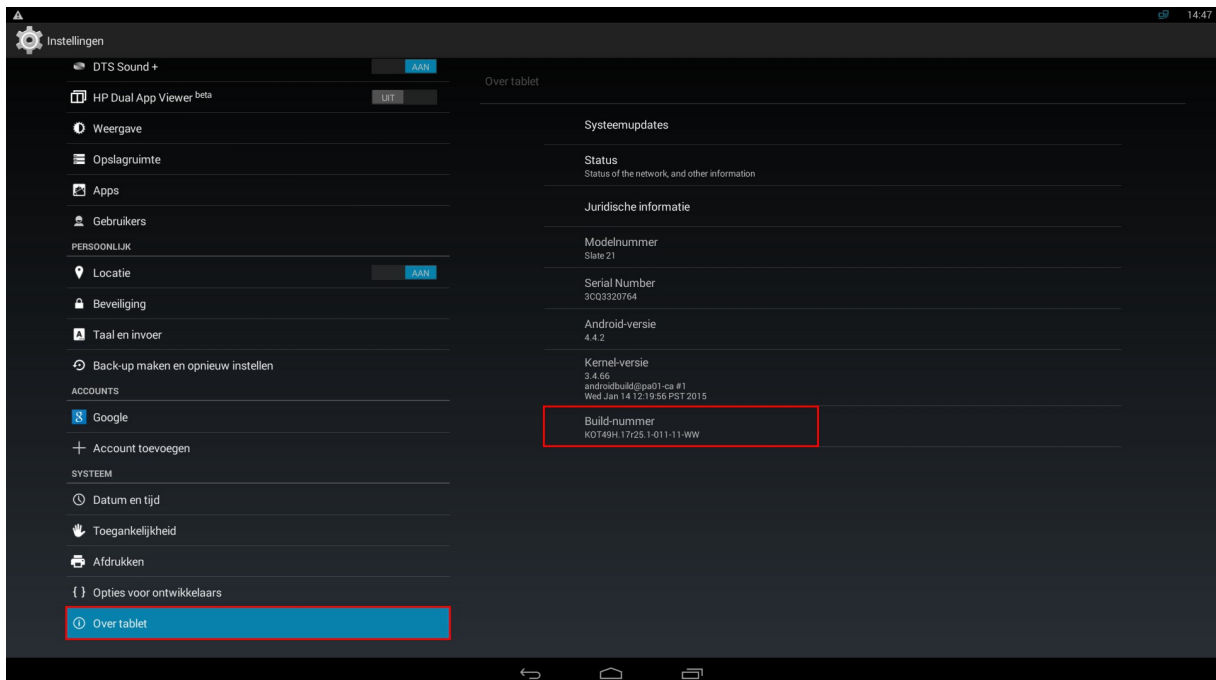 14:47
Instellingen
DTS Sound +
AAN
HP Dual App Viewer beta
UIT
Weergave
Opslagruimte
Apps
Gebruikers
PERSOONLIJK
Locatie
AAN
Beveiliging
Taal en invoer
Back-up maken en opnieuw instellen
ACCOUNTS
Google
Account toevoegen
SYSTEEM
Datum en tijd
Toegankelijkheid
Afdrukken
Opties voor ontwikkelaars
Over tablet
Over tablet
Systeemupdates
Status
Status of the network, and other information
Juridische informatie
Modelnummer
Slate 21
Serial Number
3CQ3320764
Android-versie
4.4.2
Kernel-versie
3.4.66
androidbuild@pa01-ca #1
Wed Jan 14 12:19:56 PST 2015
Build-nummer
KOT49H.17r25.1-011-11-WW